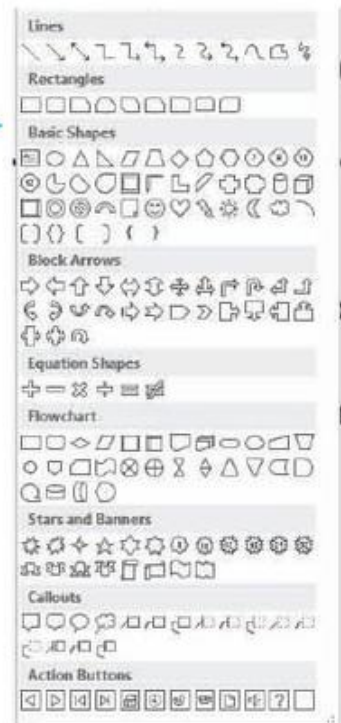 Lines
Rectangles
Basic Shapes
Block Arrows
Equation Shapes
Flowchart
Stars and Banners
Callouts
Action Buttons